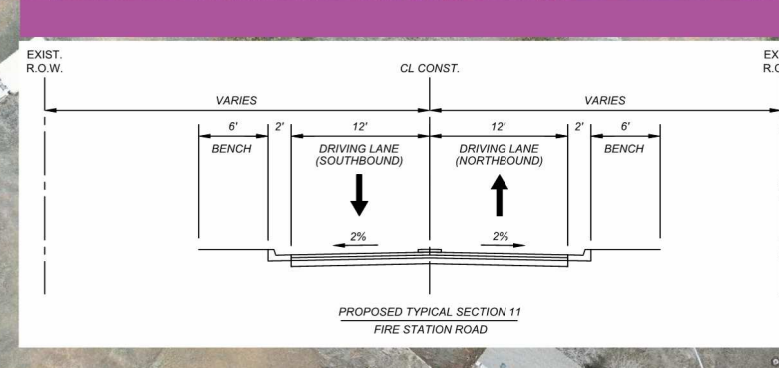 EXIST.
R.O.W.
CL CONST.
VARIES
VARIES
6'
2'
12'
12'
2'
6'
BENCH
DRIVING LANE
(SOUTHBOUND)
DRIVING LANE
(NORTHBOUND)
BENCH
2%
2%
PROPOSED TYPICAL SECTION 11
FIRE STATION ROAD